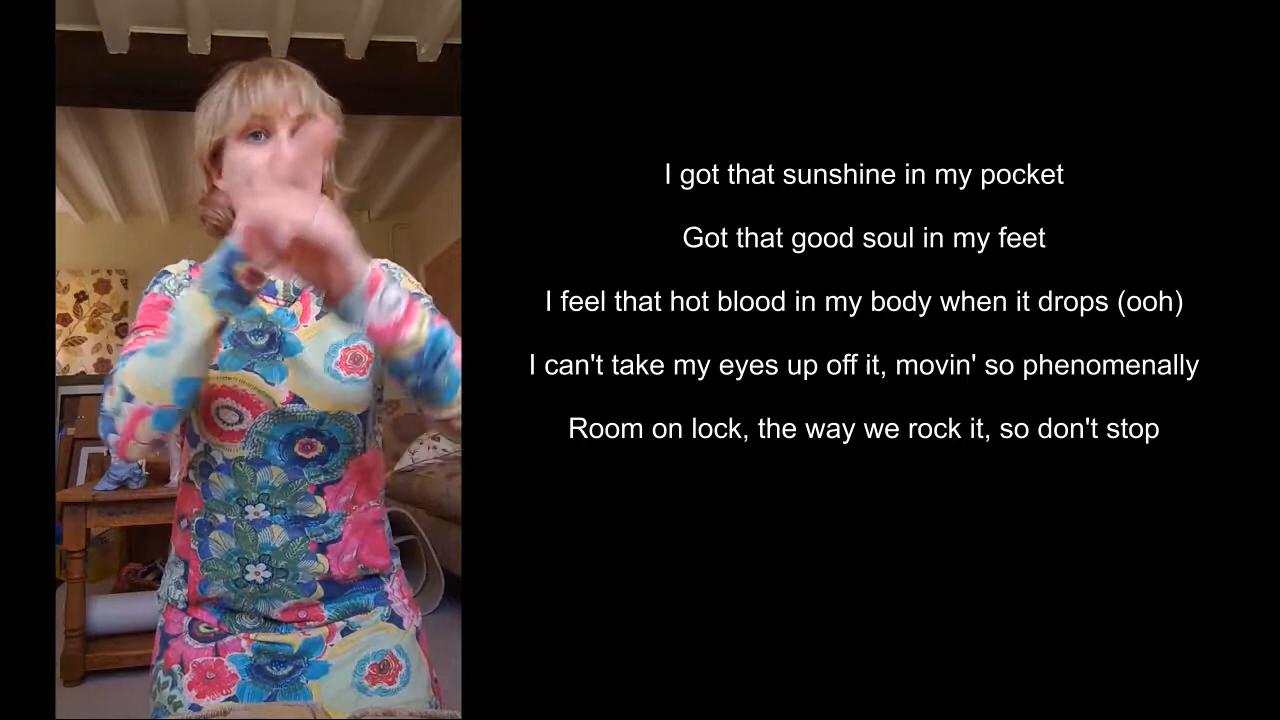 I got that sunshine in my pocket
Got that good soul in my feet
I feel that hot blood in my body when it drops (ooh)
I can't take my eyes up off it, movin' so phenomenally
Room on lock, the way we rock it, so don't stop